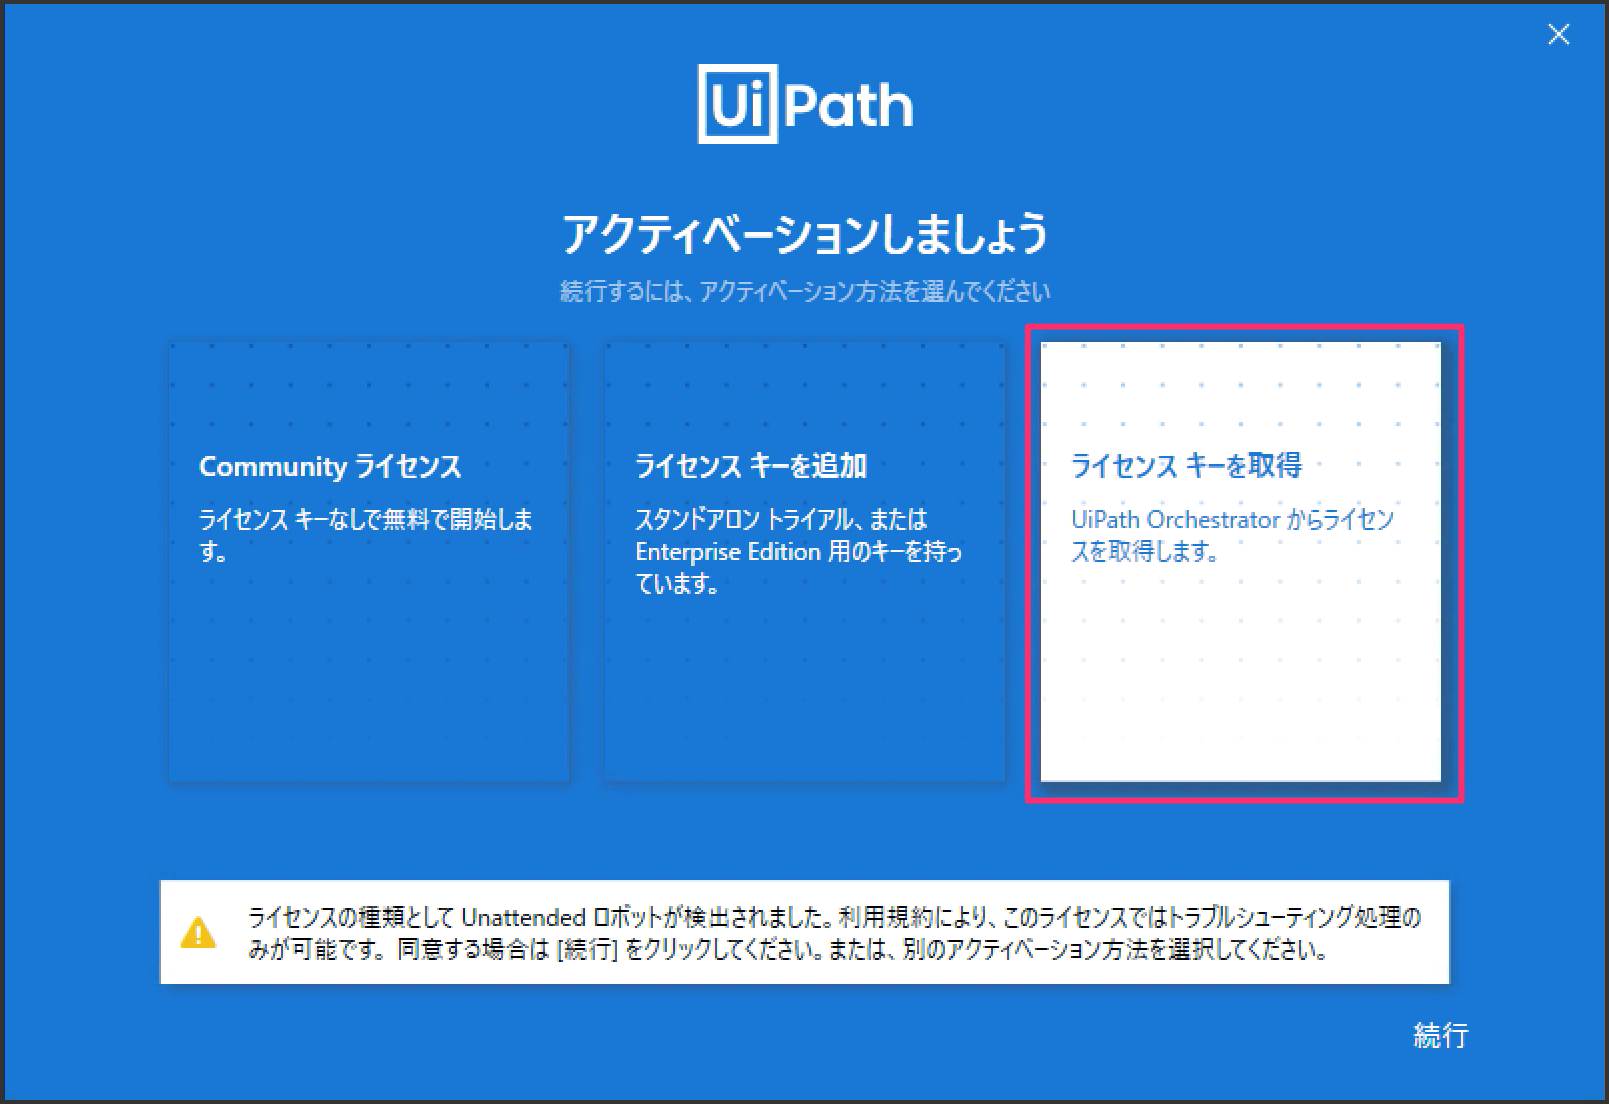 UiPath
アクティベーションしましょう
続行するには、アクティベーション方法を選んでください
Community ライセンス
ライセンス キーなしで無料で開始しま
す。
ライセンス キーを追加
スタンドアロン トライアル、または
Enterprise Edition 用のキーを持っ
ています。
ライセンス キーを取得
UiPath Orchestrator からライセン
スを取得します。
ライセンスの種類として Unattended ロボットが検出されました。利用規約により、このライセンスではトラブルシューティング処理の
みが可能です。 同意する場合は [続行] をクリックしてください。または、別のアクティベーション方法を選択してください。
続行